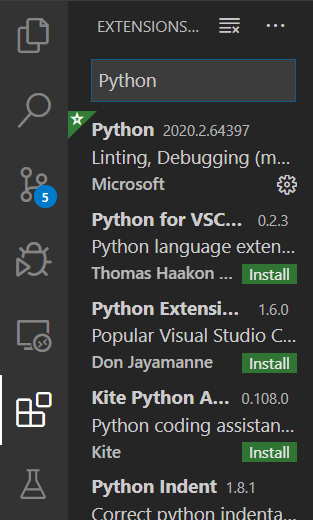 EXTENSIONS...
Python
Python 2020.2.64397
Linting, Debugging (m...
Microsoft
5
Python for VSC... 0.2.3
Python language exten...
Thomas Haakon ... Install
Python Extensi... 1.6.0
Popular Visual Studio C...
Don Jayamanne Install
Kite Python A... 0.108.0
Python coding assistan...
Kite Install
Python Indent 1.8.1
Correct python indenta...